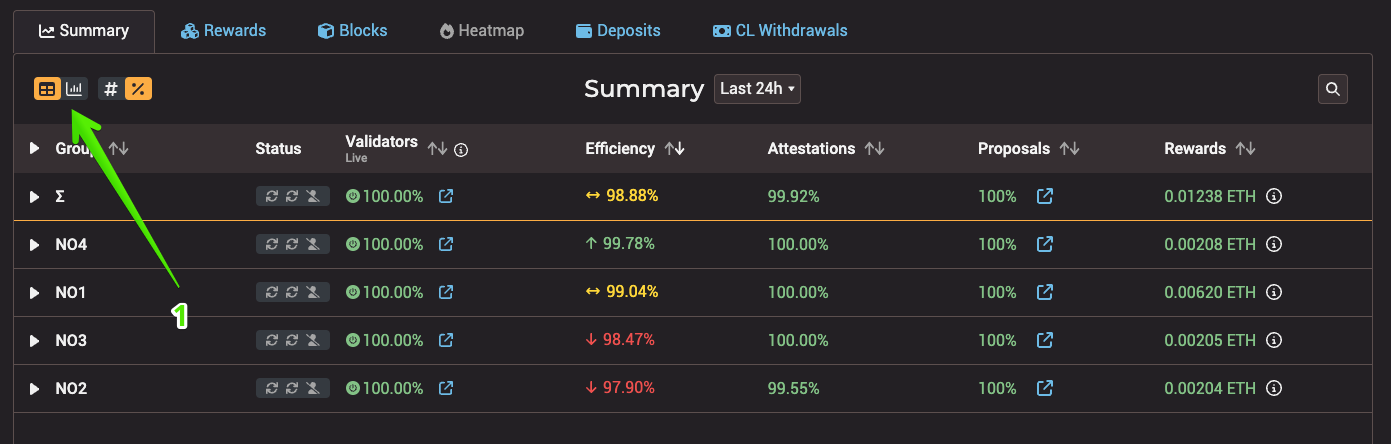 Summary Rewards Blocks Heatmap Deposits CL Withdrawals
# % Summary Last 24h
Group Status Validators Efficiency Attestations Proposals Rewards
Live
Σ 100.00% 98.88% 99.92% 100% 0.01238 ETH
NO4 100.00% 99.78% 100.00% 100% 0.00208 ETH
NO1 100.00% 99.04% 100.00% 100% 0.00620 ETH
1
NO3 100.00% 98.47% 100.00% 100% 0.00205 ETH
NO2 100.00% 97.90% 99.55% 100% 0.00204 ETH